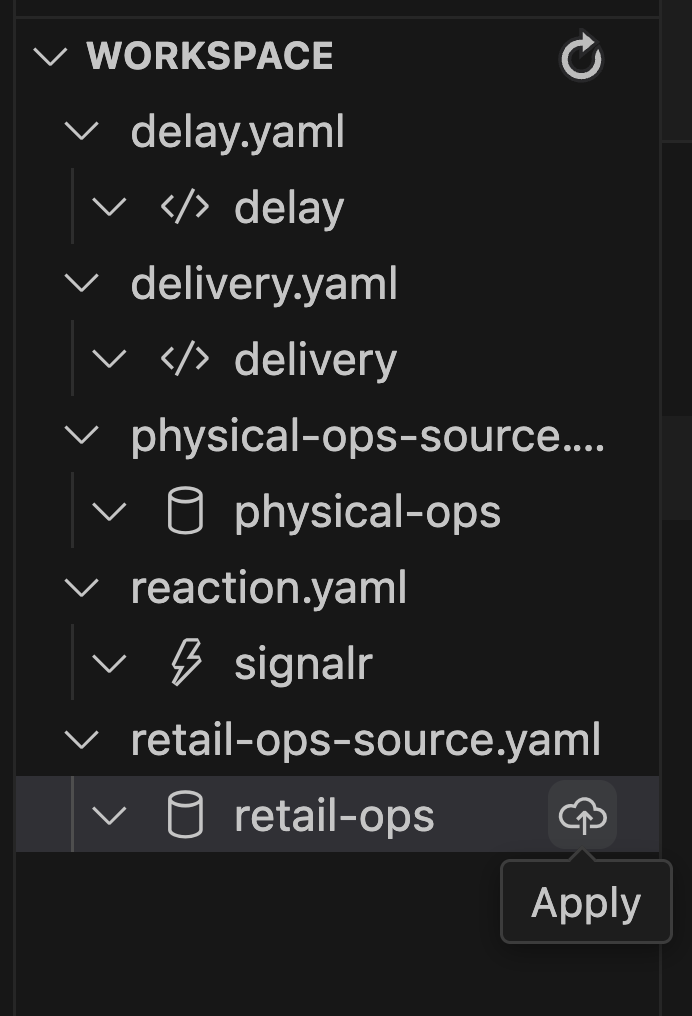 WORKSPACE
delay.yaml
delay
delivery.yaml
delivery
physical-ops-source....
physical-ops
reaction.yaml
signalr
retail-ops-source.yaml
retail-ops
Apply